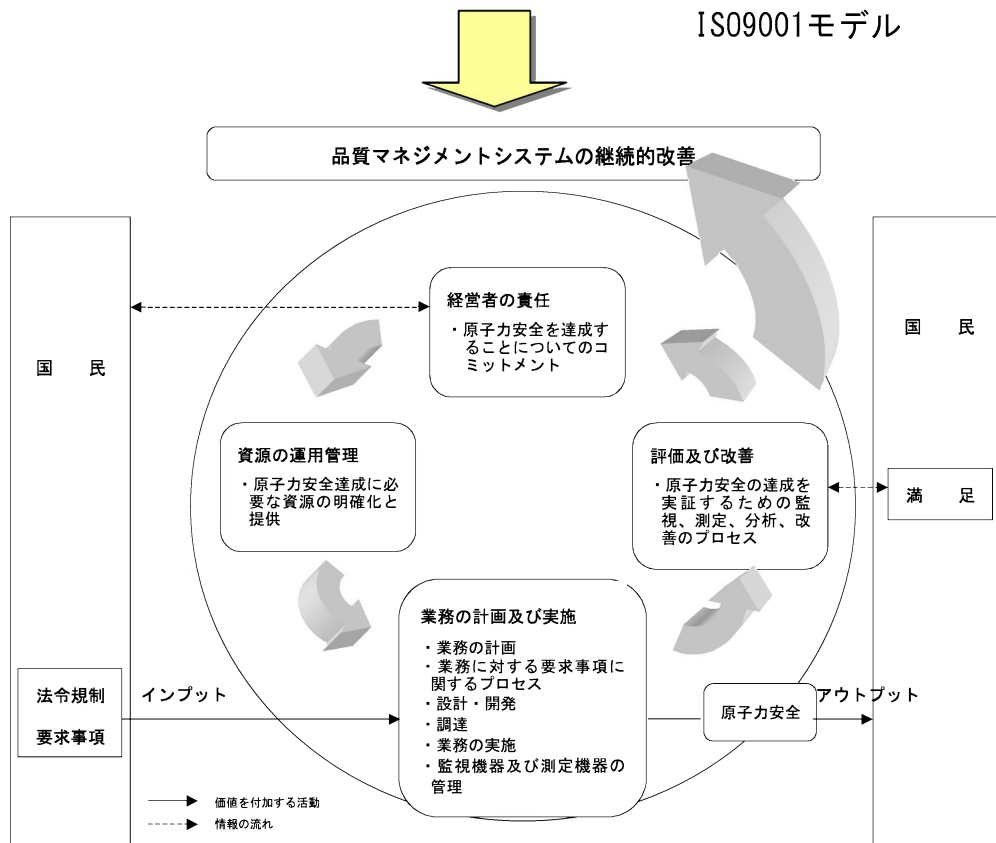 ISO9001モデル
品質マネジメントシステムの継続的改善
国　民
法令規制
要求事項
インプット
経営者の責任
・原子力安全を達成す
ることについてのコ
ミットメント
資源の運用管理
・原子力安全達成に必
要な資源の明確化と
提供
評価及び改善
・原子力安全の達成を
実証するための監
視、測定、分析、改
善のプロセス
業務の計画及び実施
・業務の計画
・業務に対する要求事項に
関するプロセス
・設計・開発
・調達
・業務の実施
・監視機器及び測定機器の
管理
原子力安全
アウトプット
国　民
満　足
価値を付加する活動
情報の流れ